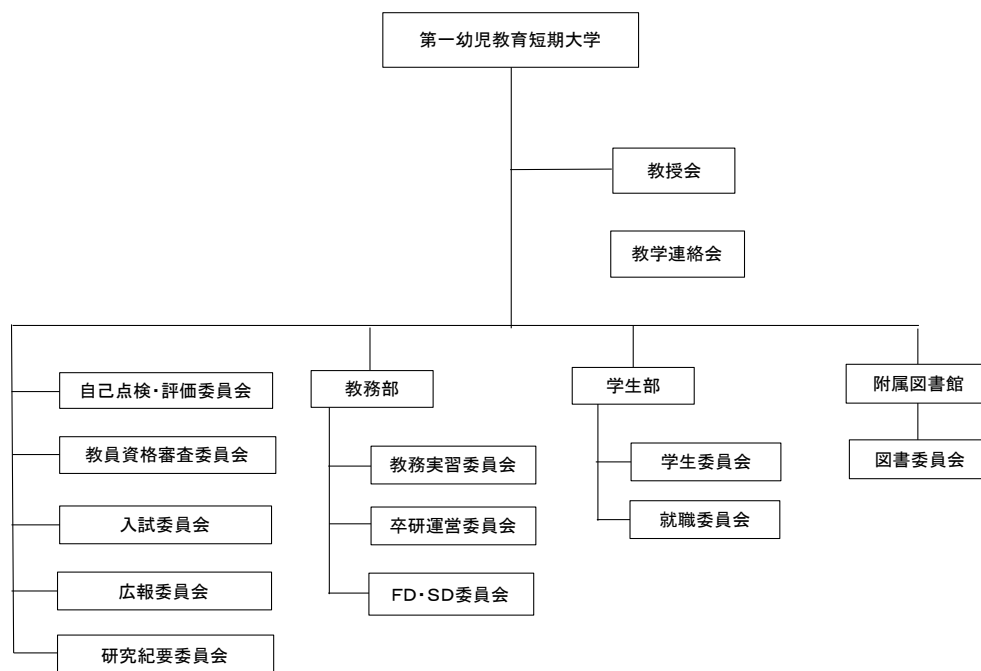 第一幼児教育短期大学
教授会
教学連絡会
自己点検・評価委員会
教員資格審査委員会
入試委員会
広報委員会
研究紀要委員会
教務部
教務実習委員会
卒研運営委員会
FD・SD委員会
学生部
学生委員会
就職委員会
附属図書館
図書委員会